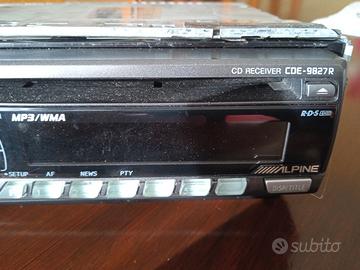 CD RECEIVER CDE-9827R
R·D·S
MP3/WMA
ALPINE
SETUP AF NEWS PTY
DISP/TITLE
subito